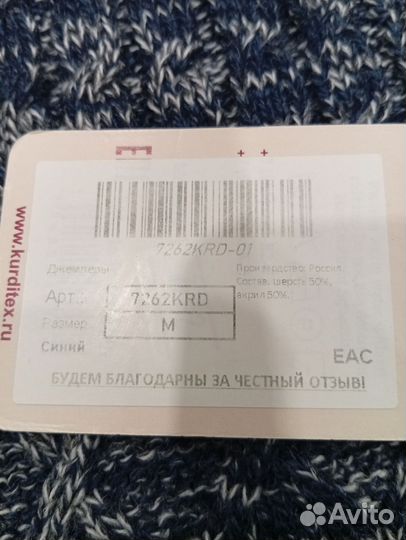 7262KRD-01
Джемпер
Производство: Россия
Состав: шерсть 50%,
акрил 50%.
Арт.: 7262KRD
Размер M
Синий
EAC
БУДЕМ БЛАГОДАРНЫ ЗА ЧЕСТНЫЙ ОТЗЫВ!
www.kurditex.ru
Avito